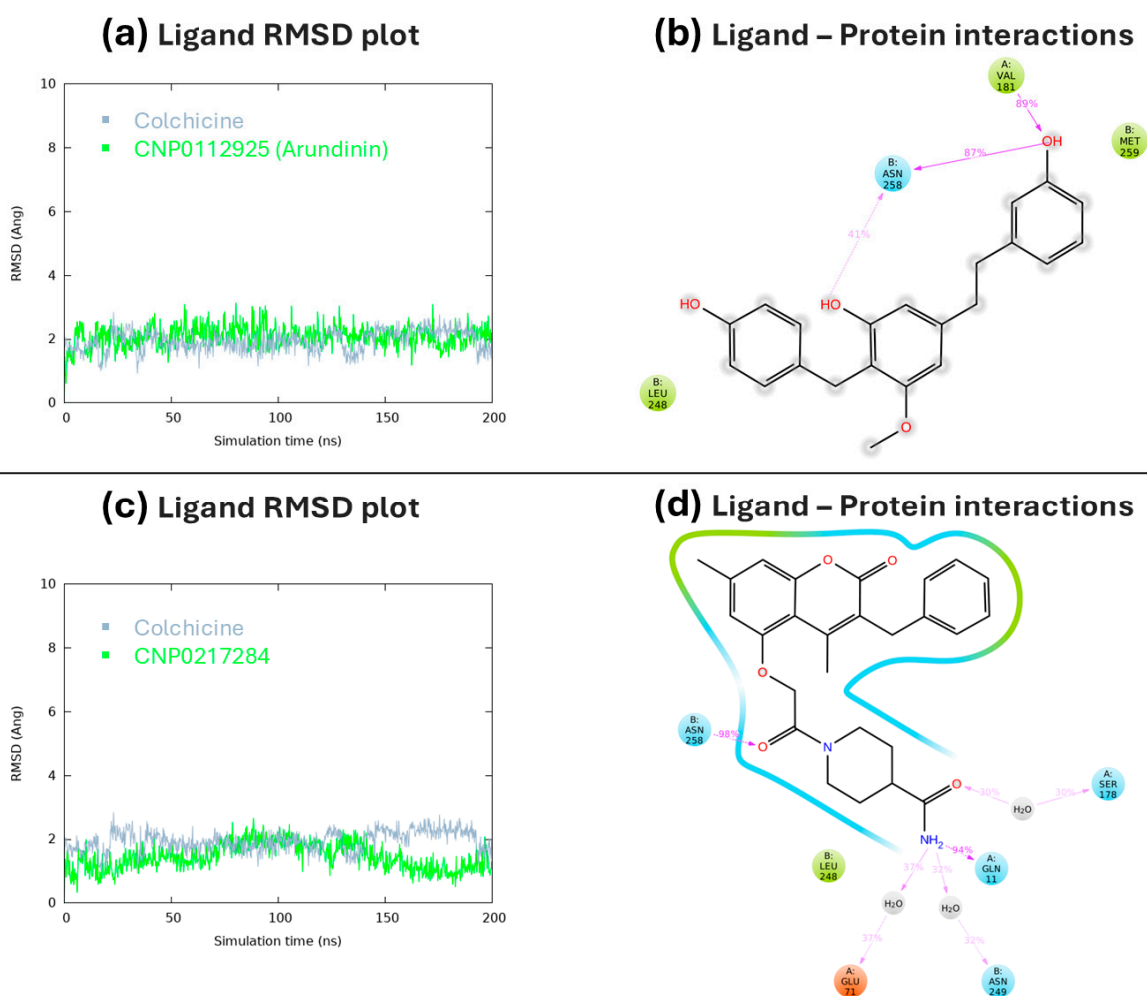 (a) Ligand RMSD plot
10
8
6
4
2
0
RMSD (Ang)
Colchicine
CNP0112925 (Arundinin)
0 50 100 150 200
Simulation time (ns)
(b) Ligand – Protein interactions
A:
VAL
181
89%
B:
MET
259
OH
87%
B:
ASN
258
41%
HO
HO
B:
LEU
248
O
(c) Ligand RMSD plot
10
8
6
4
2
0
RMSD (Ang)
Colchicine
CNP0217284
0 50 100 150 200
Simulation time (ns)
(d) Ligand – Protein interactions
O
O
O
B:
ASN
258
98%
O
N
O
30%
H₂O
30%
A:
SER
178
NH₂
94%
A:
GLN
11
B:
LEU
248
37%
32%
H₂O
H₂O
37%
32%
A:
GLU
71
B:
ASN
249